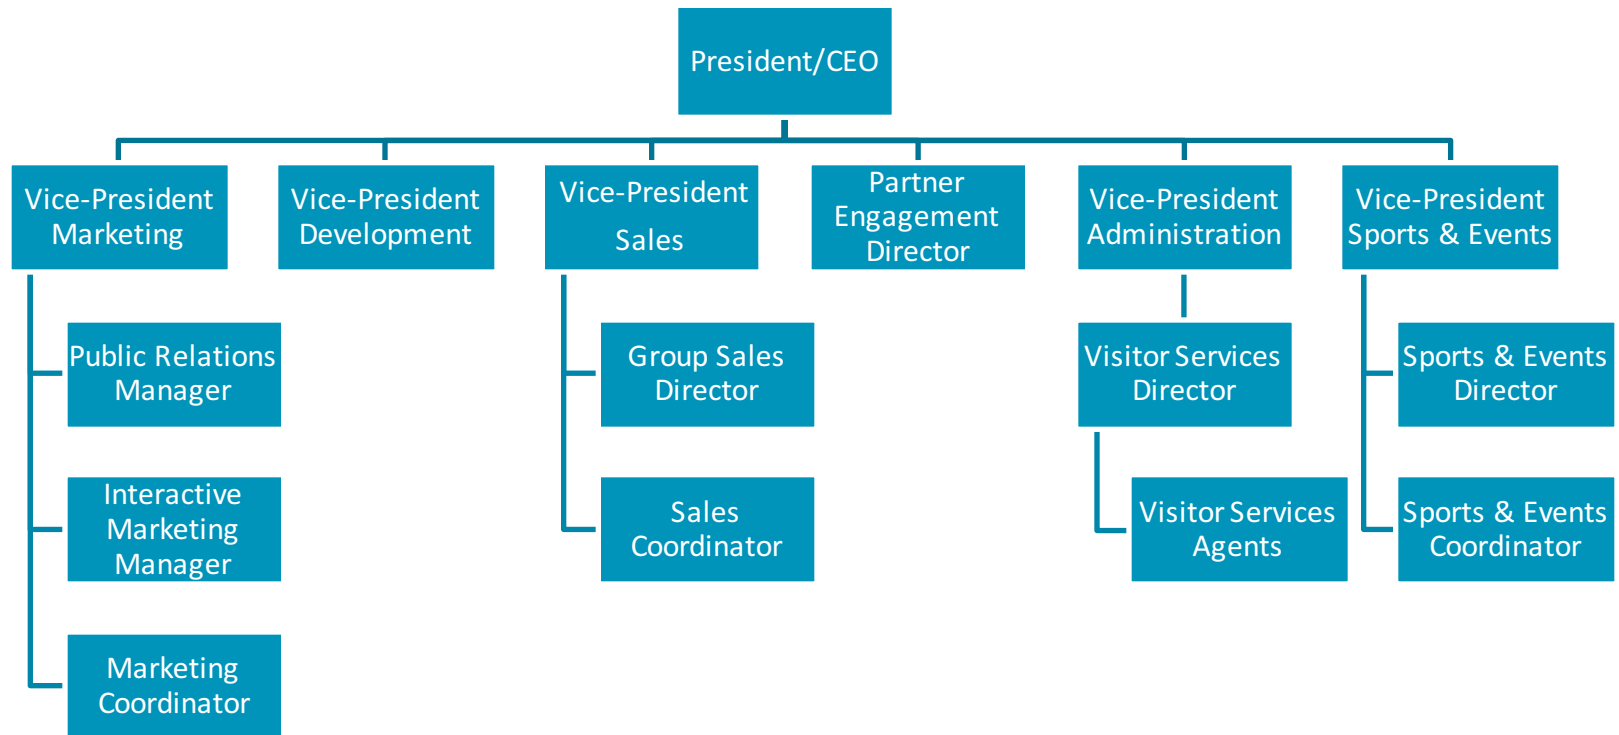 President/CEO
Vice-President
Marketing
Vice-President
Development
Vice-President
Sales
Partner
Engagement
Director
Vice-President
Administration
Vice-President
Sports & Events
Public Relations
Manager
Group Sales
Director
Visitor Services
Director
Sports & Events
Director
Interactive
Marketing
Manager
Sales
Coordinator
Visitor Services
Agents
Sports & Events
Coordinator
Marketing
Coordinator